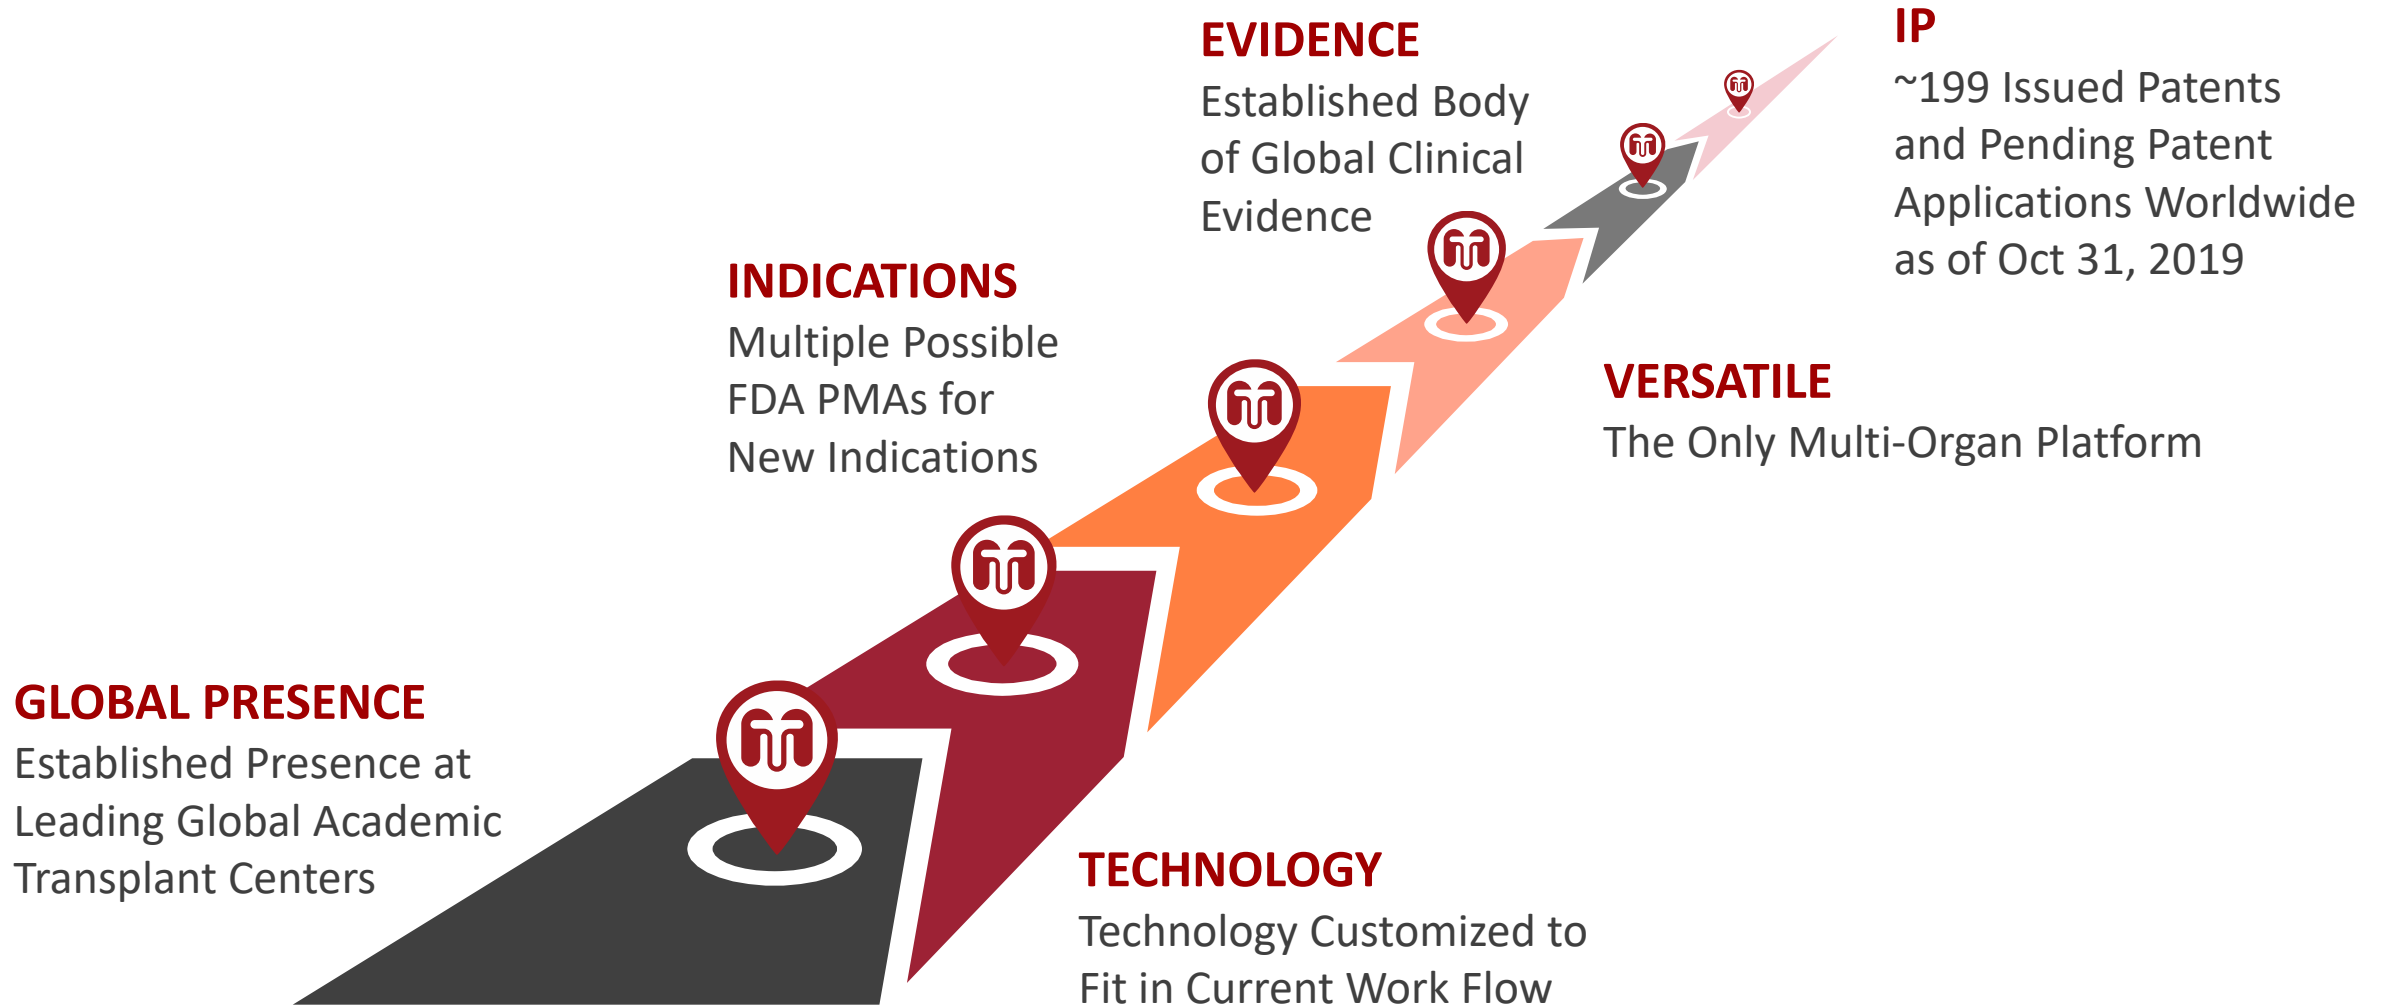 GLOBAL PRESENCE
Established Presence at
Leading Global Academic
Transplant Centers
TECHNOLOGY
Technology Customized to
Fit in Current Work Flow
INDICATIONS
Multiple Possible
FDA PMAs for
New Indications
VERSATILE
The Only Multi-Organ Platform
EVIDENCE
Established Body
of Global Clinical
Evidence
IP
~199 Issued Patents
and Pending Patent
Applications Worldwide
as of Oct 31, 2019